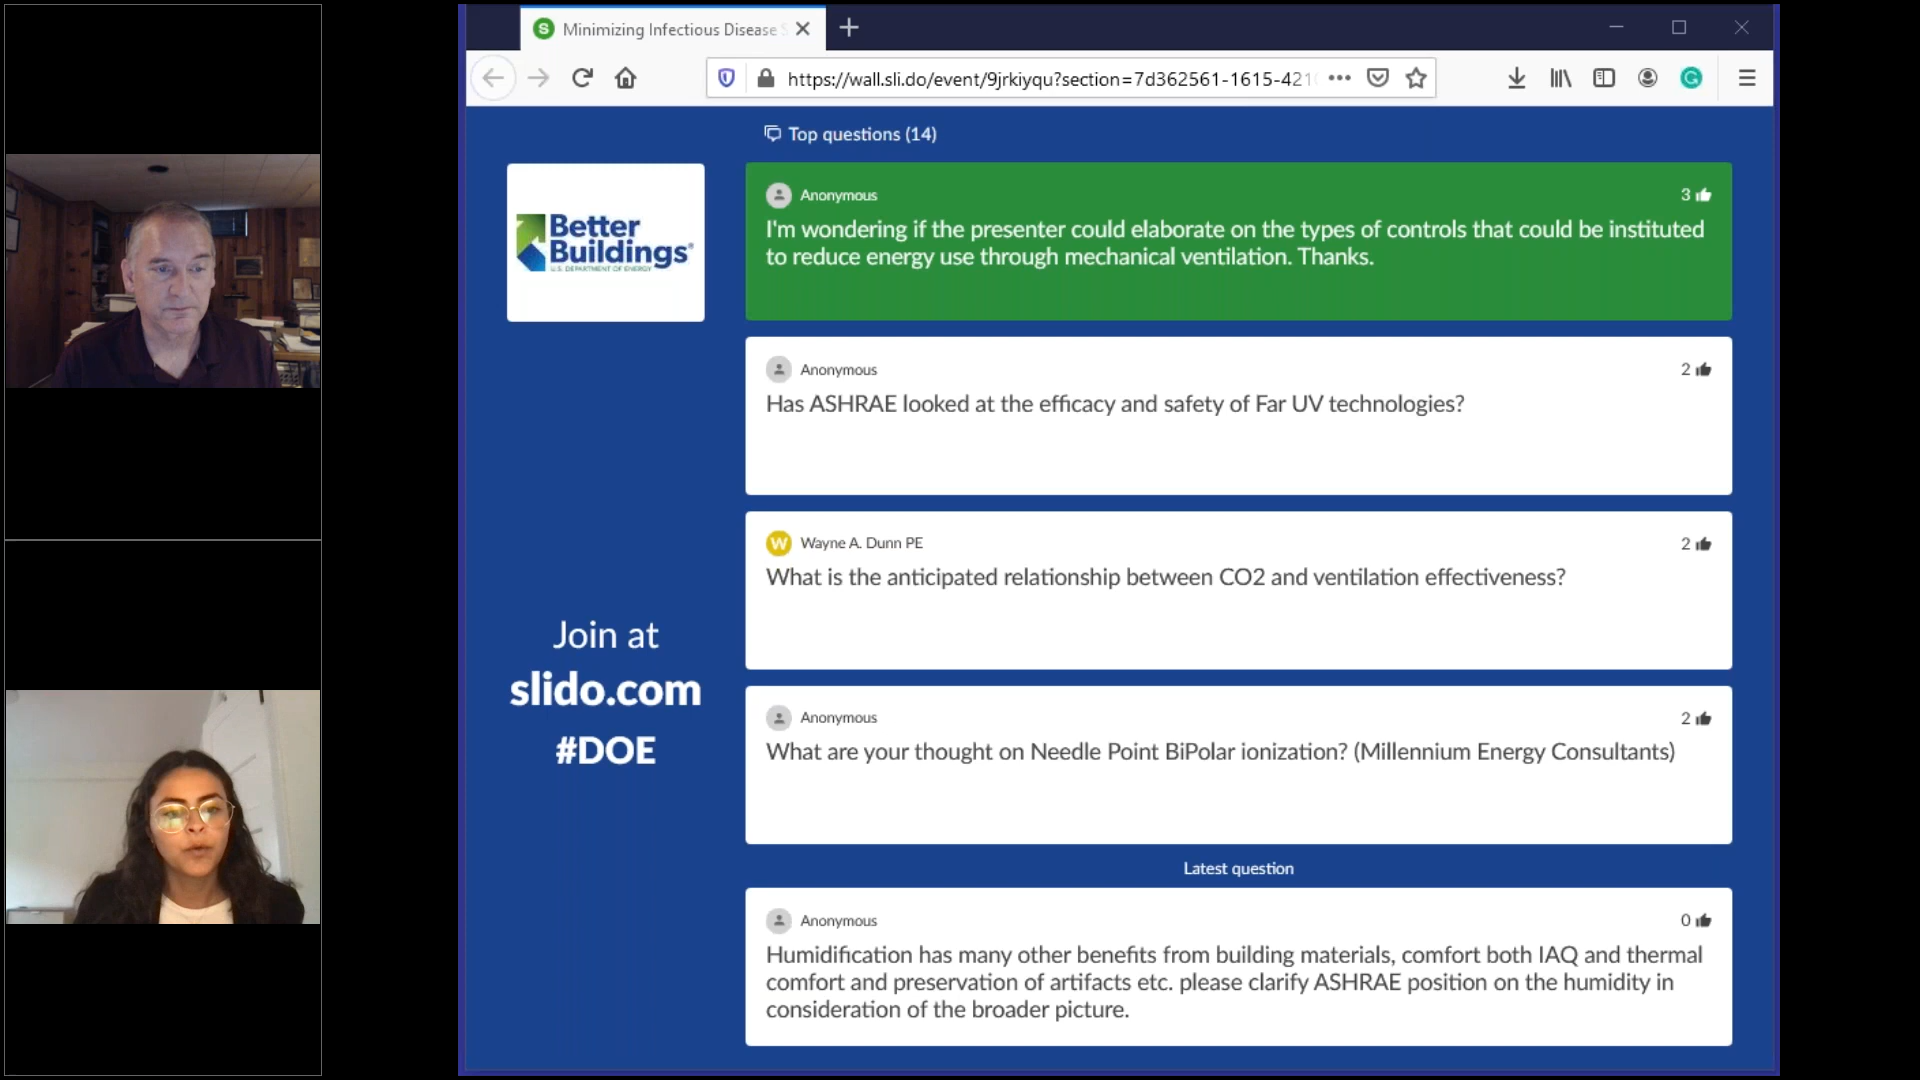 Minimizing Infectious Disease S
https://wall.sli.do/event/9jrkiyqu?section=7d362561-1615-421
Top questions (14)
Better
Buildings®
U.S. DEPARTMENT OF ENERGY
Join at
slido.com
#DOE
Anonymous
3
I'm wondering if the presenter could elaborate on the types of controls that could be instituted
to reduce energy use through mechanical ventilation. Thanks.
Anonymous
2
Has ASHRAE looked at the efficacy and safety of Far UV technologies?
W
Wayne A. Dunn PE
2
What is the anticipated relationship between CO2 and ventilation effectiveness?
Anonymous
2
What are your thought on Needle Point BiPolar ionization? (Millennium Energy Consultants)
Latest question
Anonymous
0
Humidification has many other benefits from building materials, comfort both IAQ and thermal
comfort and preservation of artifacts etc. please clarify ASHRAE position on the humidity in
consideration of the broader picture.